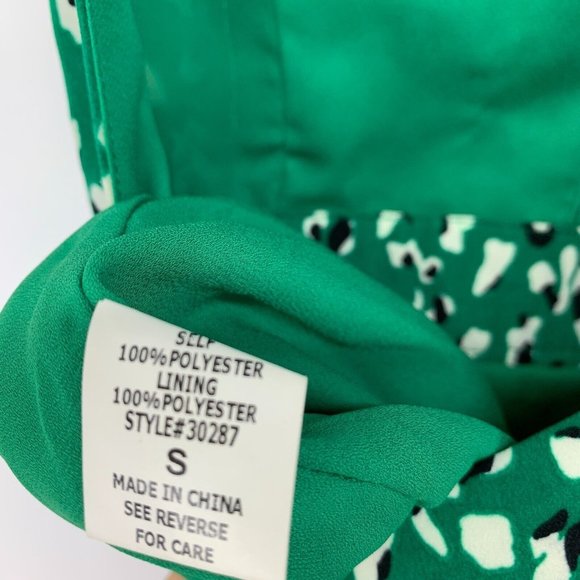 SELF
100%POLYESTER
LINING
100%POLYESTER
STYLE#30287
S
MADE IN CHINA
SEE REVERSE
FOR CARE